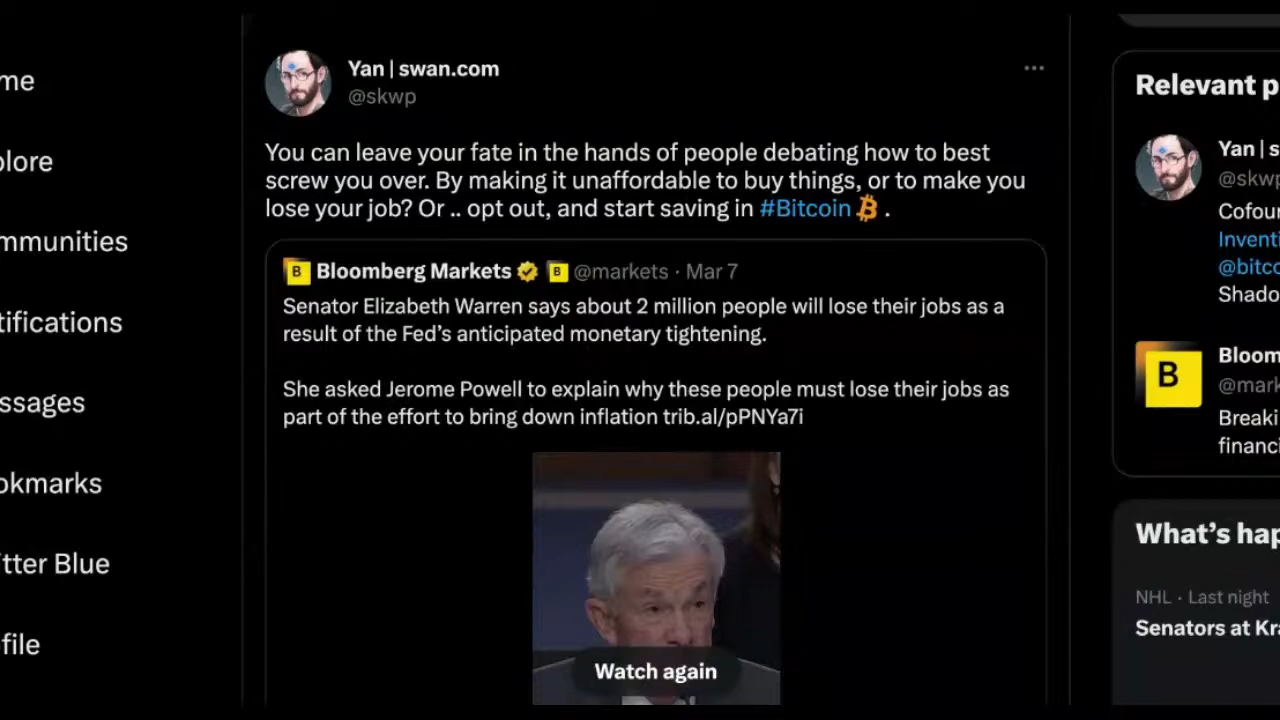 me
plore
mmunities
tifications
ssages
okmarks
itter Blue
file
Yan | swan.com
@skwp
You can leave your fate in the hands of people debating how to best
screw you over. By making it unaffordable to buy things, or to make you
lose your job? Or .. opt out, and start saving in #Bitcoin₿ .
B Bloomberg Markets B @markets · Mar 7
Senator Elizabeth Warren says about 2 million people will lose their jobs as a
result of the Fed’s anticipated monetary tightening.
She asked Jerome Powell to explain why these people must lose their jobs as
part of the effort to bring down inflation trib.al/pPNYa7i
Watch again
Relevant p
Yan | s
@skwp
Cofou
Inventi
@bitco
Shado
B
Bloom
@mark
Breaki
financi
What’s hap
NHL · Last night
Senators at Kra